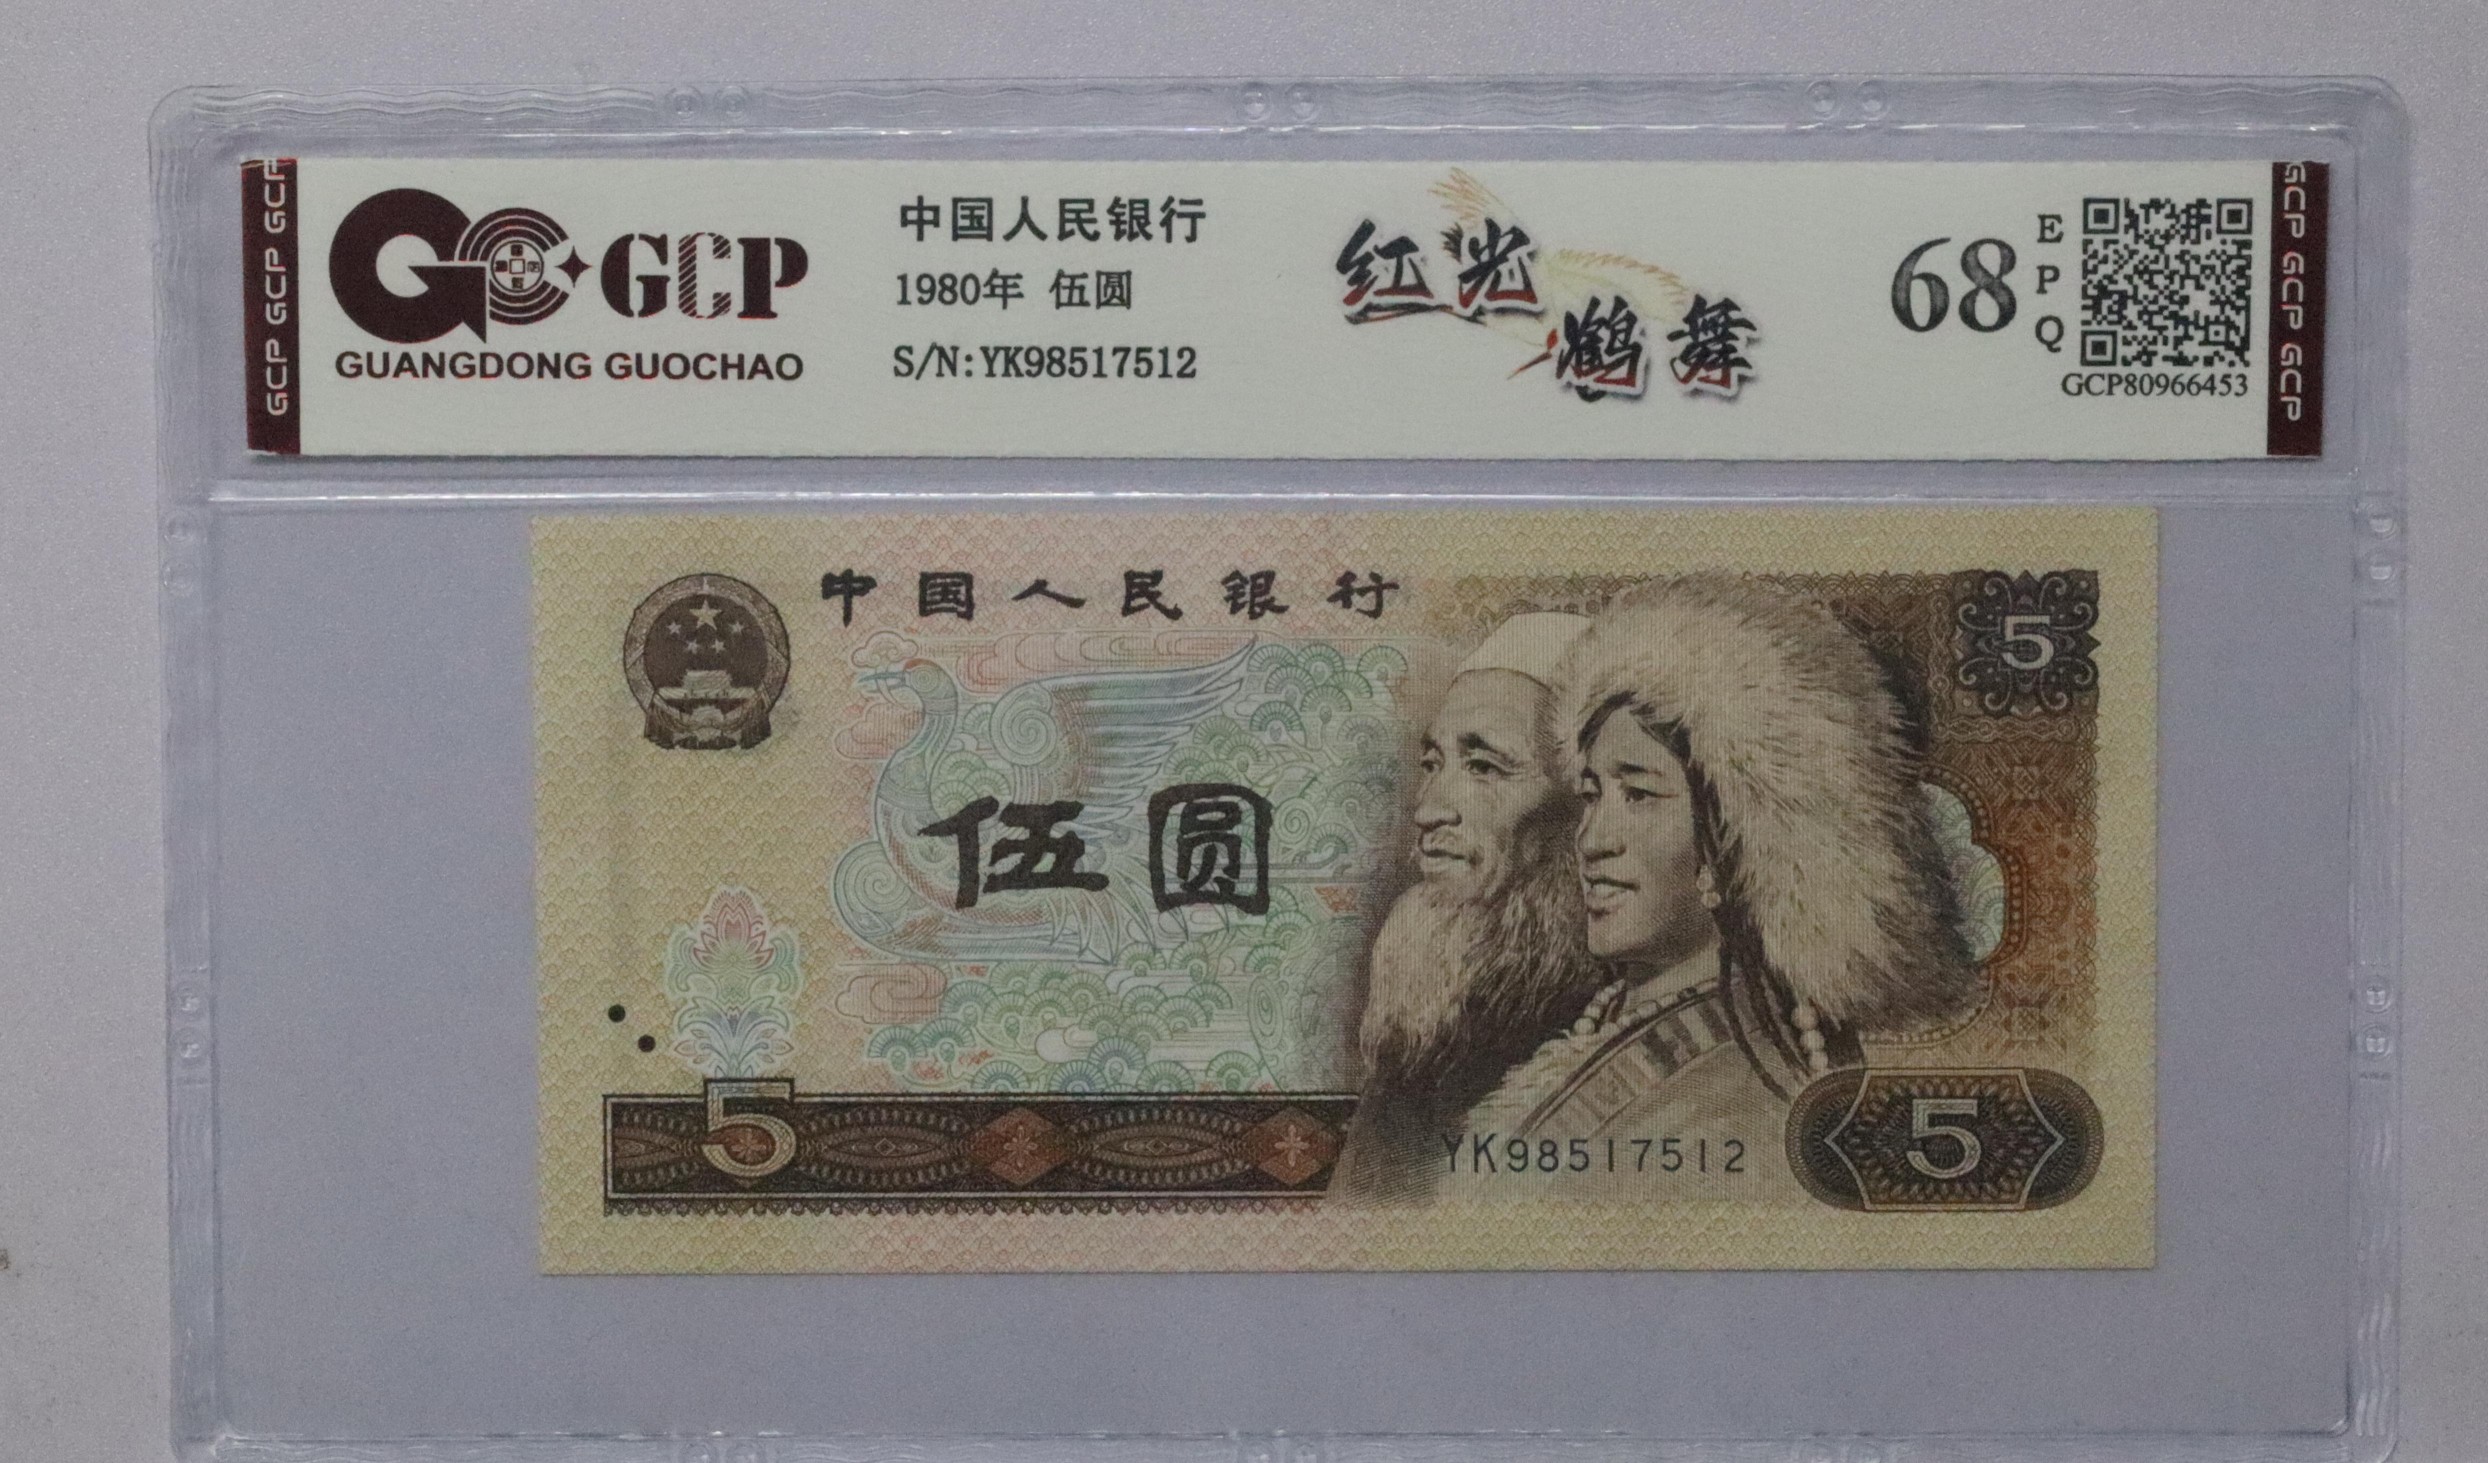 GCP GCP GCP
GCP
GUANGDONG GUOCHAO
中国人民银行
1980年 伍圆
S/N:YK98517512
红光
鹤舞
68
EPQ
GCP80966453
GCP GCP GCP
中国人民银行
5
伍圆
5
YK98517512
5